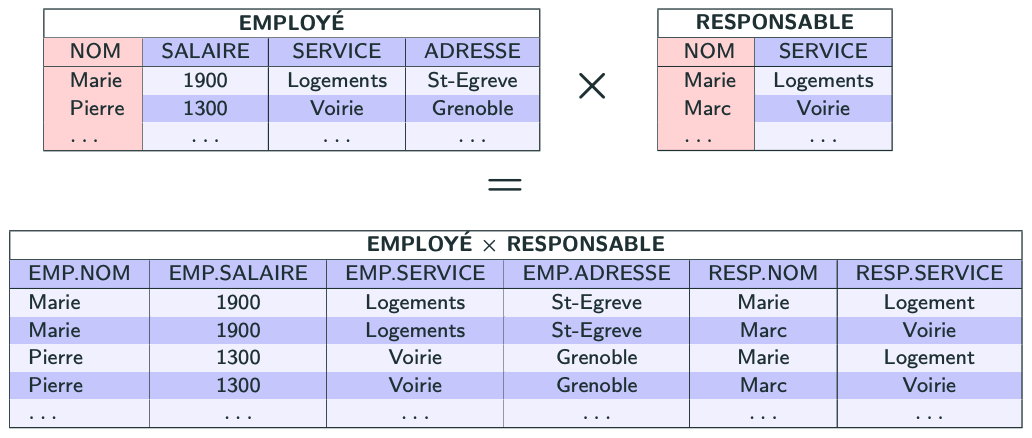 EMPLOYÉ
NOM SALAIRE SERVICE ADRESSE
Marie 1900 Logements St-Egreve
Pierre 1300 Voirie Grenoble
... ... ... ...
×
RESPONSABLE
NOM SERVICE
Marie Logements
Marc Voirie
... ...
=
EMPLOYÉ × RESPONSABLE
EMP.NOM EMP.SALAIRE EMP.SERVICE EMP.ADRESSE RESP.NOM RESP.SERVICE
Marie 1900 Logements St-Egreve Marie Logement
Marie 1900 Logements St-Egreve Marc Voirie
Pierre 1300 Voirie Grenoble Marie Logement
Pierre 1300 Voirie Grenoble Marc Voirie
... ... ... ... ... ...